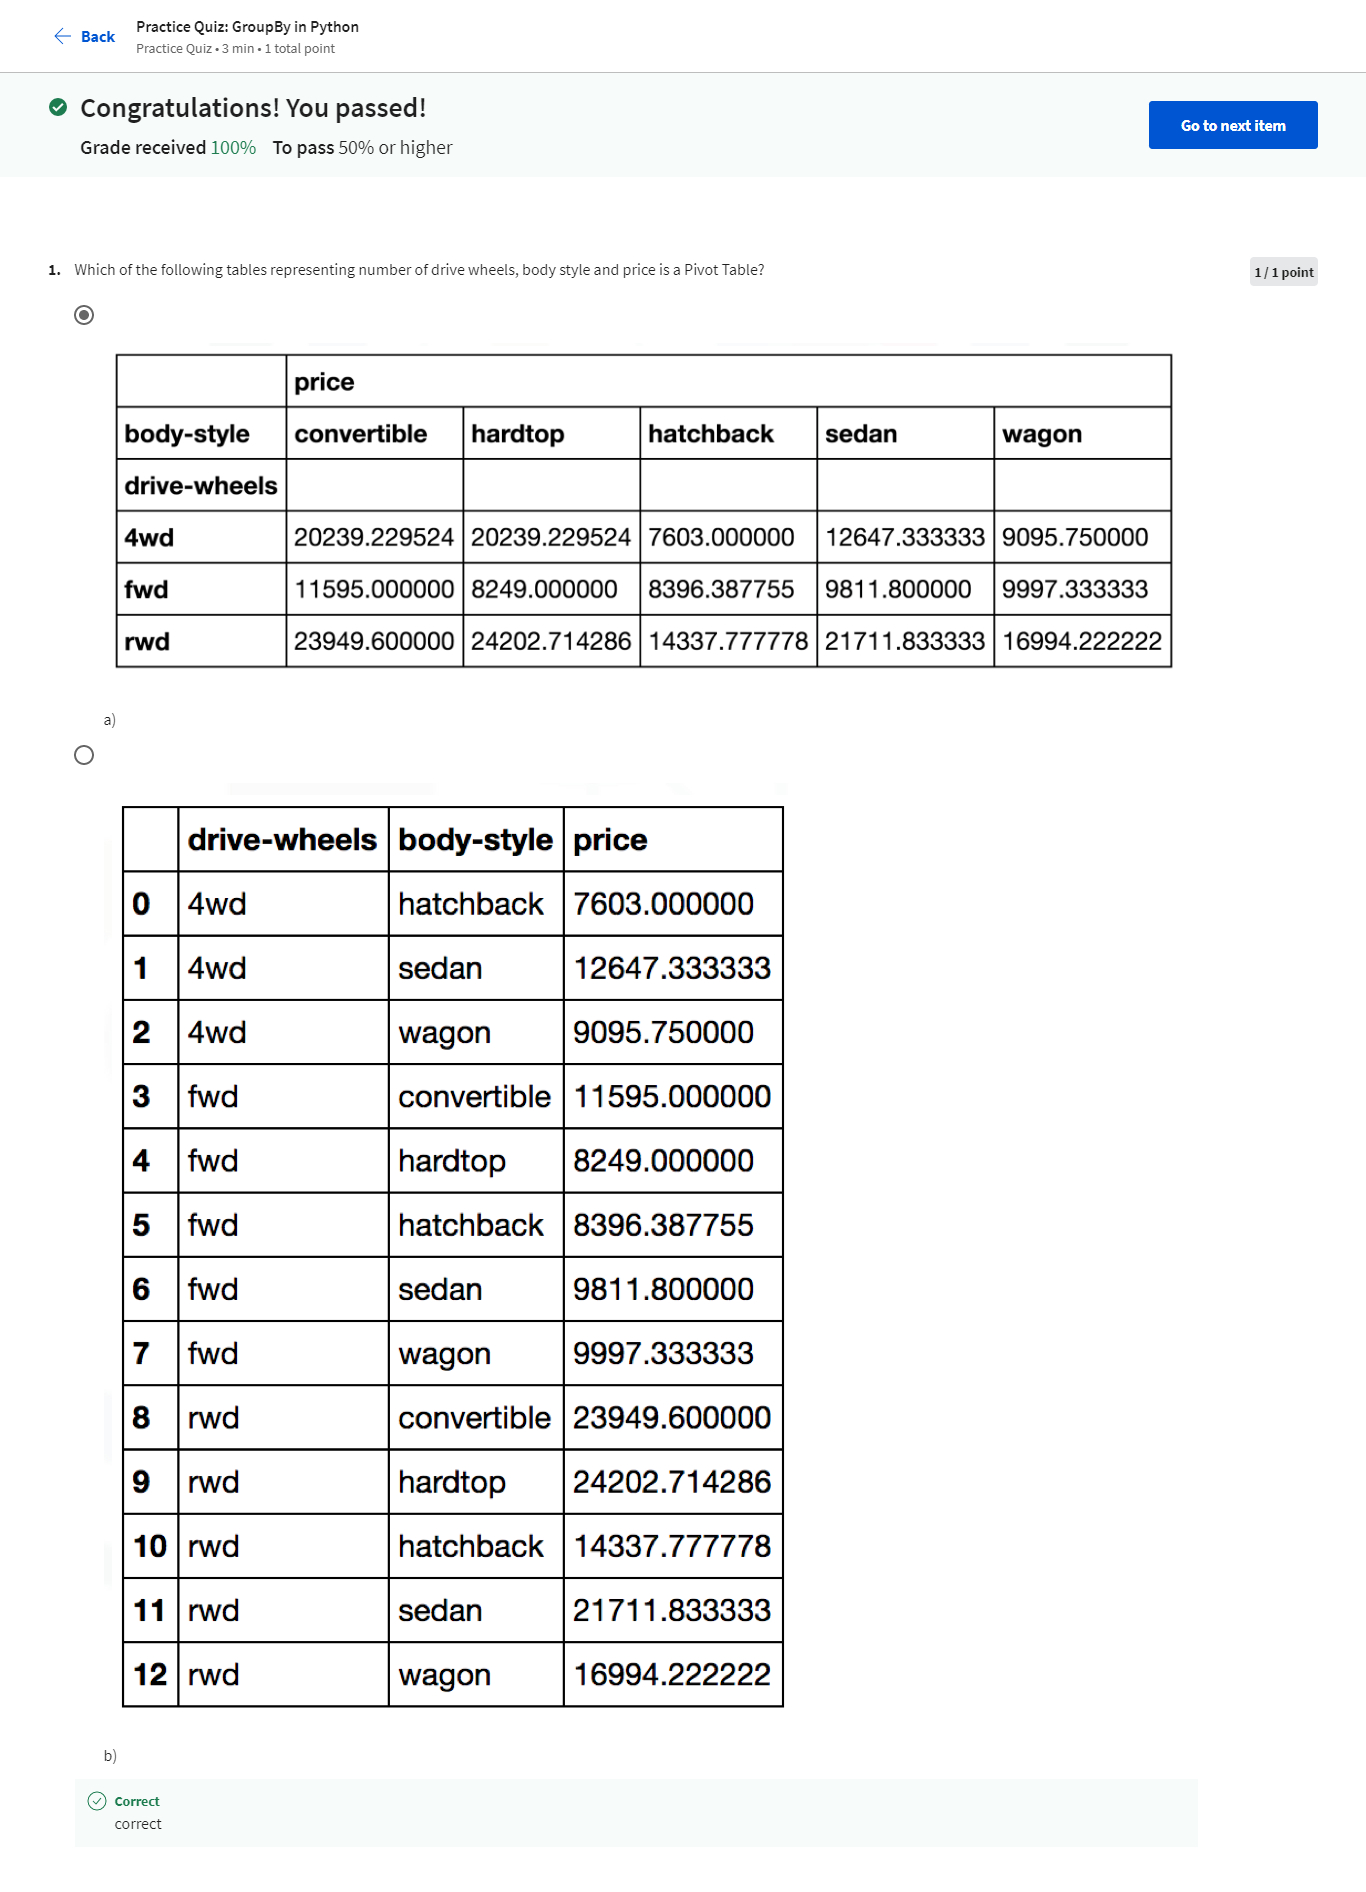 Back
Practice Quiz: GroupBy in Python
Practice Quiz • 3 min • 1 total point
Congratulations! You passed!
Grade received 100% To pass 50% or higher
Go to next item
1. Which of the following tables representing number of drive wheels, body style and price is a Pivot Table?
1 / 1 point
price
body-style convertible hardtop hatchback sedan wagon
drive-wheels
4wd 20239.229524 20239.229524 7603.000000 12647.333333 9095.750000
fwd 11595.000000 8249.000000 8396.387755 9811.800000 9997.333333
rwd 23949.600000 24202.714286 14337.777778 21711.833333 16994.222222
a)
drive-wheels body-style price
0 4wd hatchback 7603.000000
1 4wd sedan 12647.333333
2 4wd wagon 9095.750000
3 fwd convertible 11595.000000
4 fwd hardtop 8249.000000
5 fwd hatchback 8396.387755
6 fwd sedan 9811.800000
7 fwd wagon 9997.333333
8 rwd convertible 23949.600000
9 rwd hardtop 24202.714286
10 rwd hatchback 14337.777778
11 rwd sedan 21711.833333
12 rwd wagon 16994.222222
b)
Correct
correct